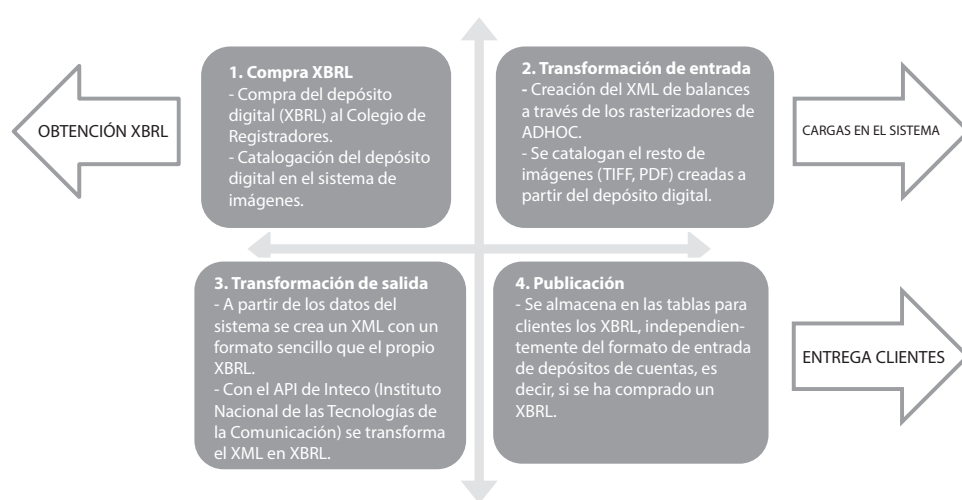 OBTENCIÓN XBRL
1. Compra XBRL
- Compra del depósito
digital (XBRL) al Colegio de
Registradores.
- Catalogación del depósito
digital en el sistema de
imágenes.
2. Transformación de entrada
- Creación del XML de balances
a través de los rasterizadores de
ADHOC.
- Se catalogan el resto de
imágenes (TIFF, PDF) creadas a
partir del depósito digital.
CARGAS EN EL SISTEMA
3. Transformación de salida
- A partir de los datos del
sistema se crea un XML con un
formato sencillo que el propio
XBRL.
- Con el API de Inteco (Instituto
Nacional de las Tecnologías de
la Comunicación) se transforma
el XML en XBRL.
4. Publicación
- Se almacena en las tablas para
clientes los XBRL, independien-
temente del formato de entrada
de depósitos de cuentas, es
decir, si se ha comprado un
XBRL.
ENTREGA CLIENTES